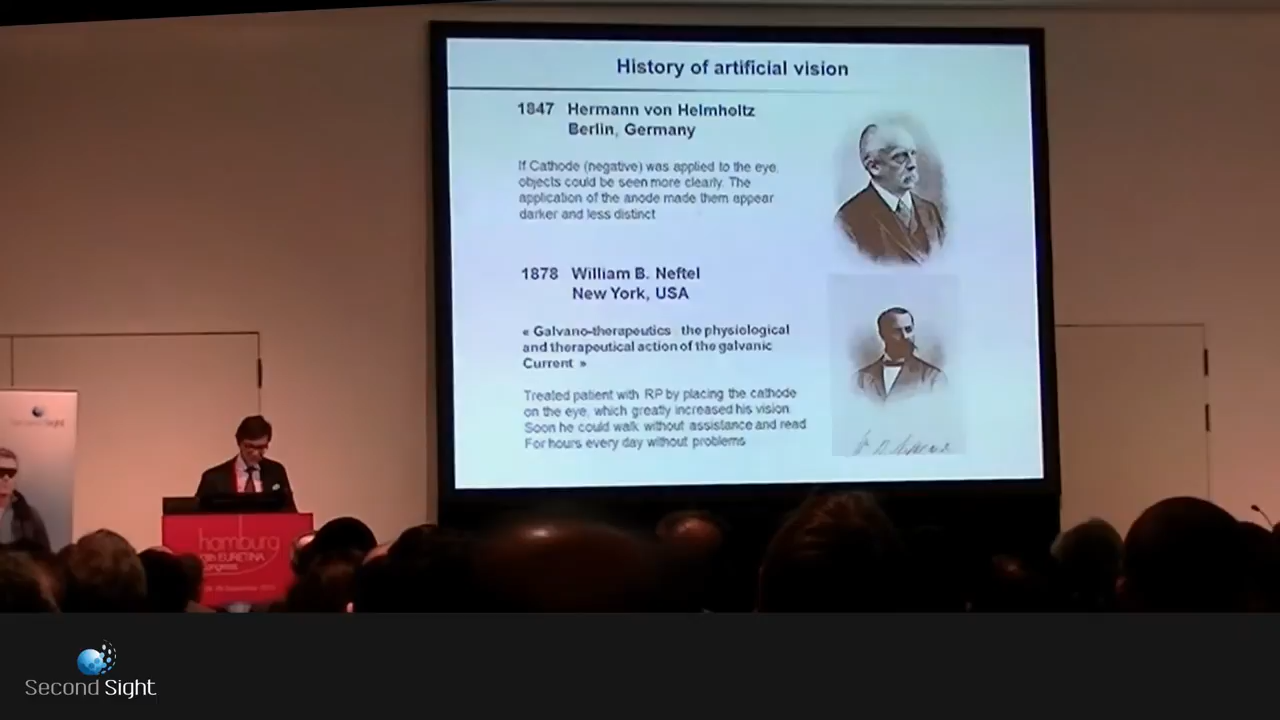 History of artificial vision
1847 Hermann von Helmholtz
Berlin, Germany
If Cathode (negative) was applied to the eye,
objects could be seen more clearly. The
application of the anode made them appear
darker and less distinct
1878 William B. Neftel
New York, USA
« Galvano-therapeutics the physiological
and therapeutical action of the galvanic
Current »
Treated patient with RP by placing the cathode
on the eye, which greatly increased his vision.
Soon he could walk without assistance and read
For hours every day without problems
Second Sight
hamburg
EURETINA
Second Sight